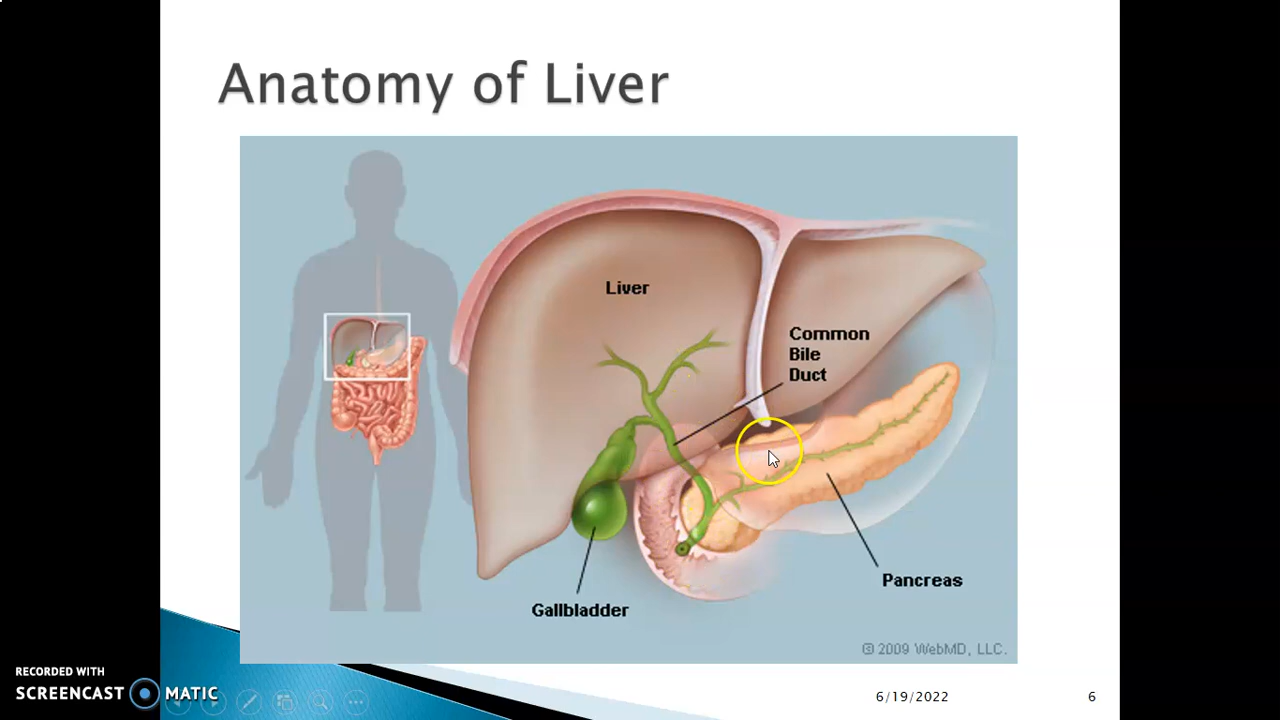 Anatomy of Liver
Liver
Common
Bile
Duct
Pancreas
Gallbladder
© 2009 WebMD, LLC.
RECORDED WITH
SCREENCAST MATIC
6/19/2022
6